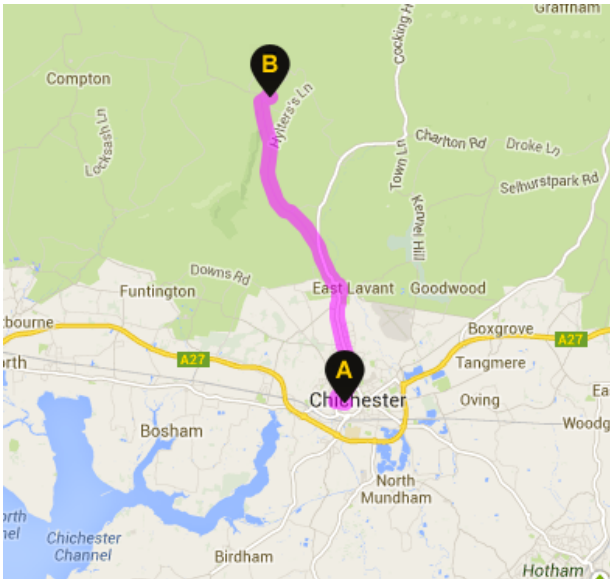 Graffham
Cocking H
B
Compton
Hylters's Ln
Locksash Ln
Charlton Rd
Droke Ln
Town Ln
Selhurstpark Rd
Kennel Hill
Downs Rd
East Lavant
Goodwood
Funtington
tbourne
Boxgrove
A27
A27
orth
Tangmere
A
Chichester
Oving
Ea
Bosham
Woodg
North
Mundham
orth
nel
Chichester
Channel
Birdham
Hotham